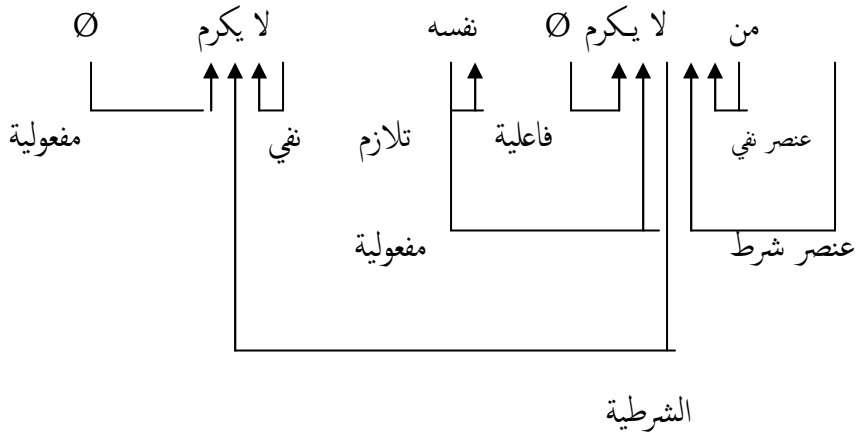 من لا يكرم Ø نفسه لا يكرم Ø
عنصر نفي فاعلية تلازم نفي مفعولية
عنصر شرط مفعولية
الشرطية